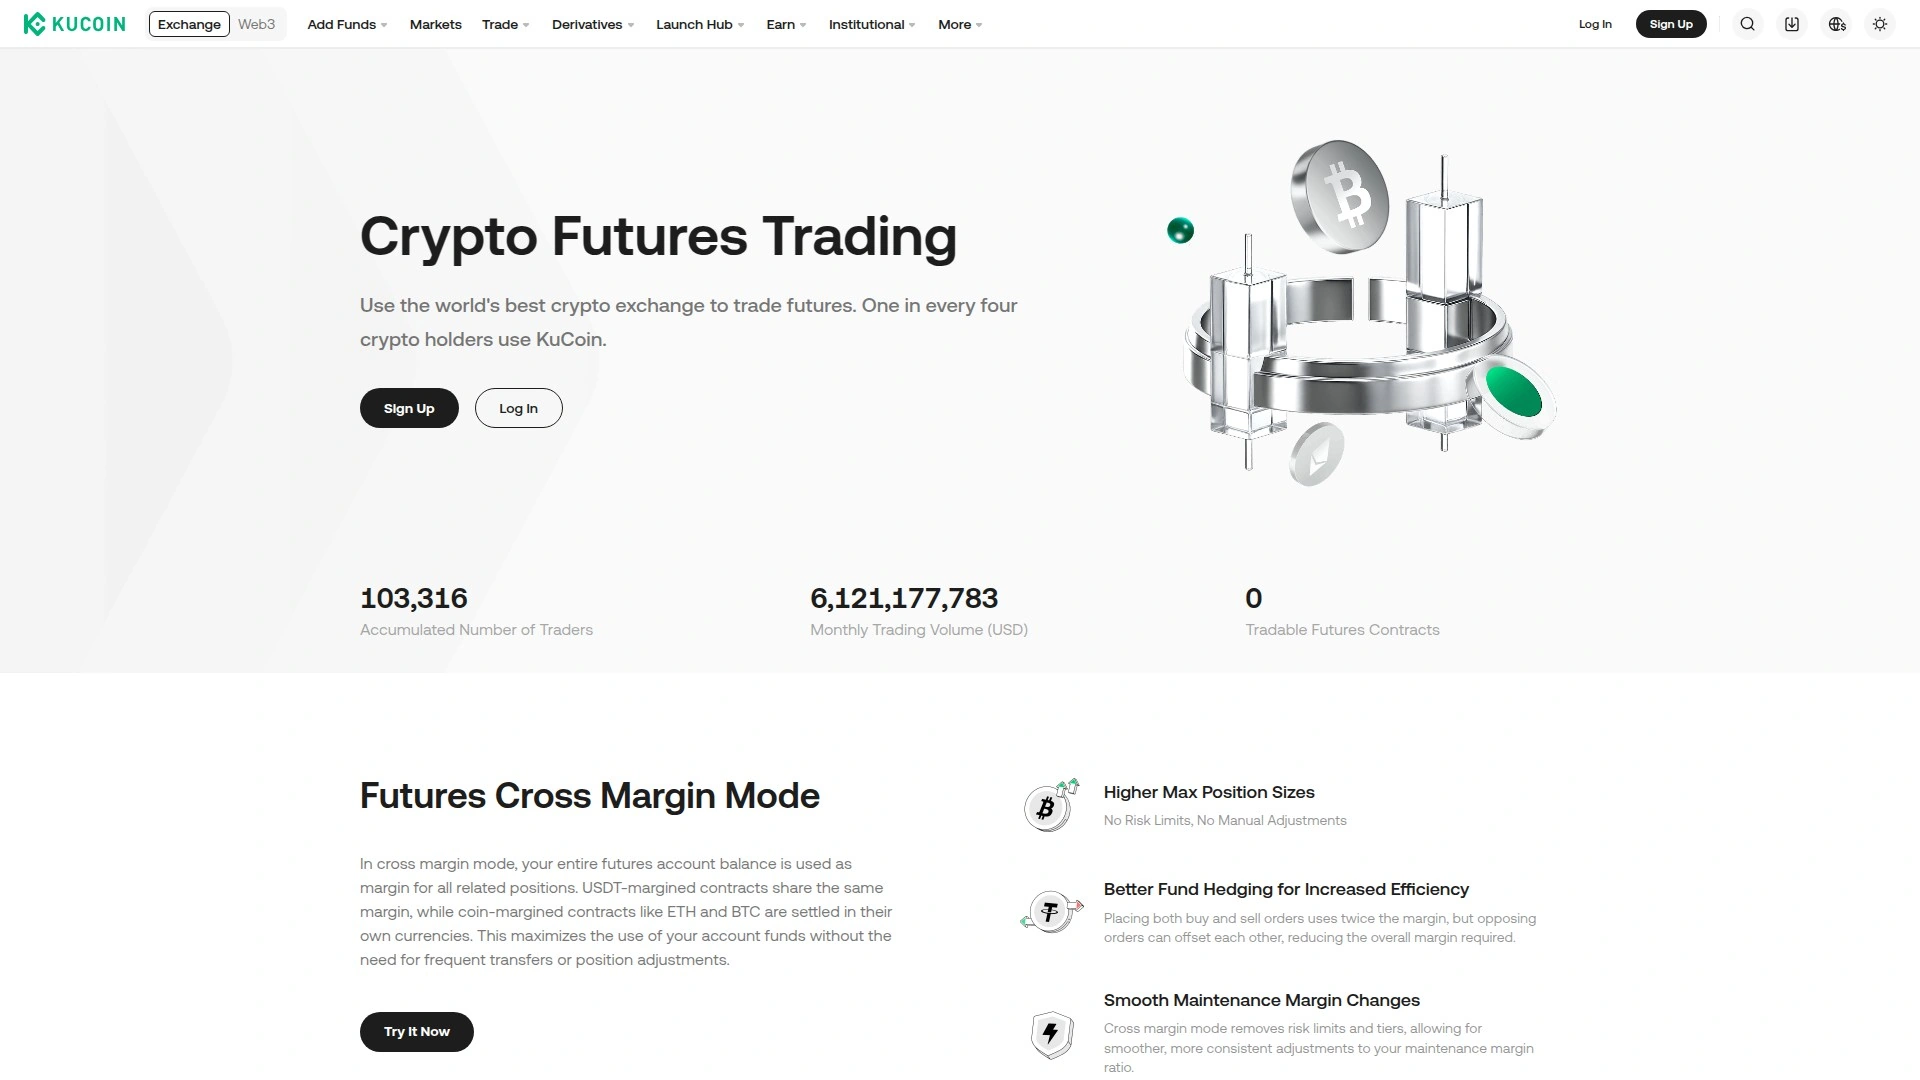 KUCOIN
Exchange
Web3
Add Funds
Markets
Trade
Derivatives
Launch Hub
Earn
Institutional
More
Log In
Sign Up
Crypto Futures Trading
Use the world's best crypto exchange to trade futures. One in every four
crypto holders use KuCoin.
Sign Up
Log In
103,316
Accumulated Number of Traders
6,121,177,783
Monthly Trading Volume (USD)
0
Tradable Futures Contracts
Futures Cross Margin Mode
In cross margin mode, your entire futures account balance is used as
margin for all related positions. USDT-margined contracts share the same
margin, while coin-margined contracts like ETH and BTC are settled in their
own currencies. This maximizes the use of your account funds without the
need for frequent transfers or position adjustments.
Try It Now
Higher Max Position Sizes
No Risk Limits, No Manual Adjustments
Better Fund Hedging for Increased Efficiency
Placing both buy and sell orders uses twice the margin, but opposing
orders can offset each other, reducing the overall margin required.
Smooth Maintenance Margin Changes
Cross margin mode removes risk limits and tiers, allowing for
smoother, more consistent adjustments to your maintenance margin
ratio.